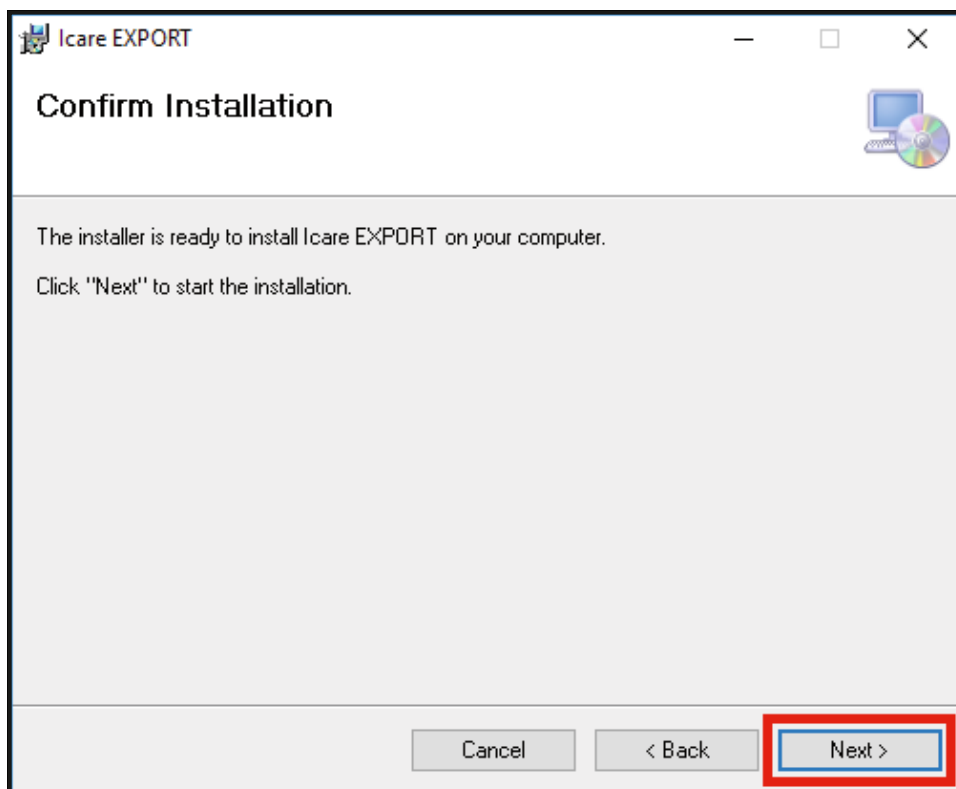 Icare EXPORT
Confirm Installation
The installer is ready to install Icare EXPORT on your computer.
Click "Next" to start the installation.
Cancel
< Back
Next >